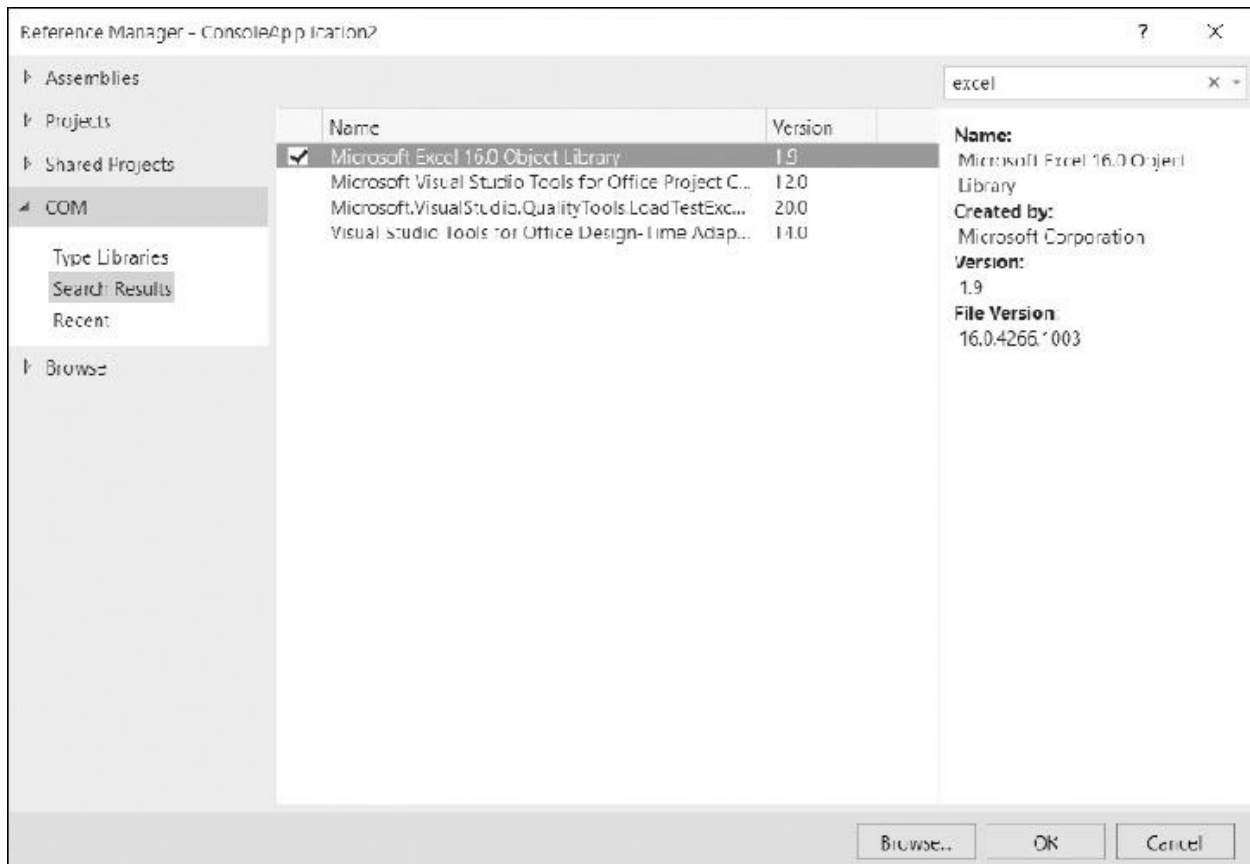 Reference Manager - ConsoleApplication2
?
Assemblies
Projects
Shared Projects
COM
Type Libraries
Search Results
Recent
Browse
excel
Name Version
Microsoft Excel 16.0 Object Library 1.9
Microsoft Visual Studio Tools for Office Project C... 12.0
Microsoft.VisualStudio.QualityTools.LoadTestExc... 20.0
Visual Studio Tools for Office Design-Time Adap... 14.0
Name:
Microsoft Excel 16.0 Object
Library
Created by:
Microsoft Corporation
Version:
1.9
File Version:
16.0.4266.1003
Browse... OK Cancel